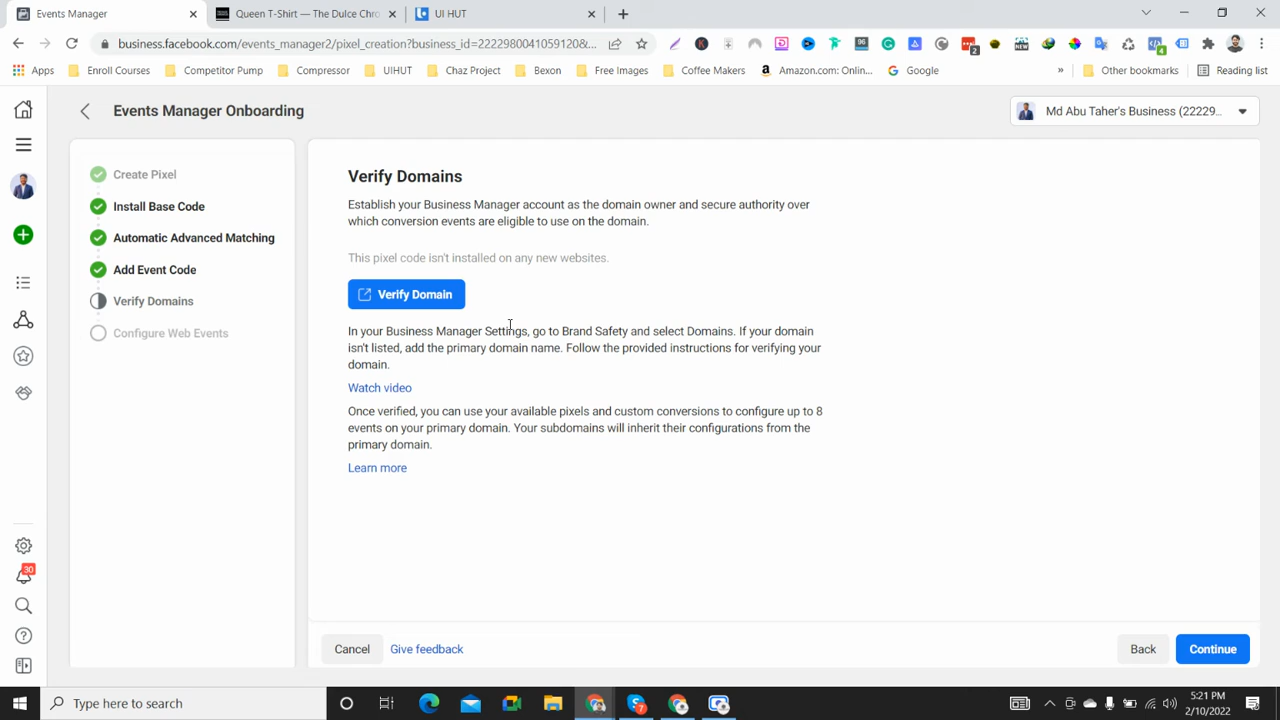 Events Manager
Queen T-Shirt — The Dulce Chro
UI HUT
business.facebook.com/events_manager2/pixel_creation?business_id=2222980041059120&...
Apps
Enroll Courses
Competitor Pump
Compressor
UIHUT
Chaz Project
Bexon
Free Images
Coffee Makers
Amazon.com: Onlin...
Google
»
Other bookmarks
Reading list
Events Manager Onboarding
Md Abu Taher's Business (22229...
Create Pixel
Install Base Code
Automatic Advanced Matching
Add Event Code
Verify Domains
Configure Web Events
Verify Domains
Establish your Business Manager account as the domain owner and secure authority over
which conversion events are eligible to use on the domain.
This pixel code isn't installed on any new websites.
Verify Domain
In your Business Manager Settings, go to Brand Safety and select Domains. If your domain
isn't listed, add the primary domain name. Follow the provided instructions for verifying your
domain.
Watch video
Once verified, you can use your available pixels and custom conversions to configure up to 8
events on your primary domain. Your subdomains will inherit their configurations from the
primary domain.
Learn more
30
Cancel
Give feedback
Back
Continue
Type here to search
5:21 PM
2/10/2022